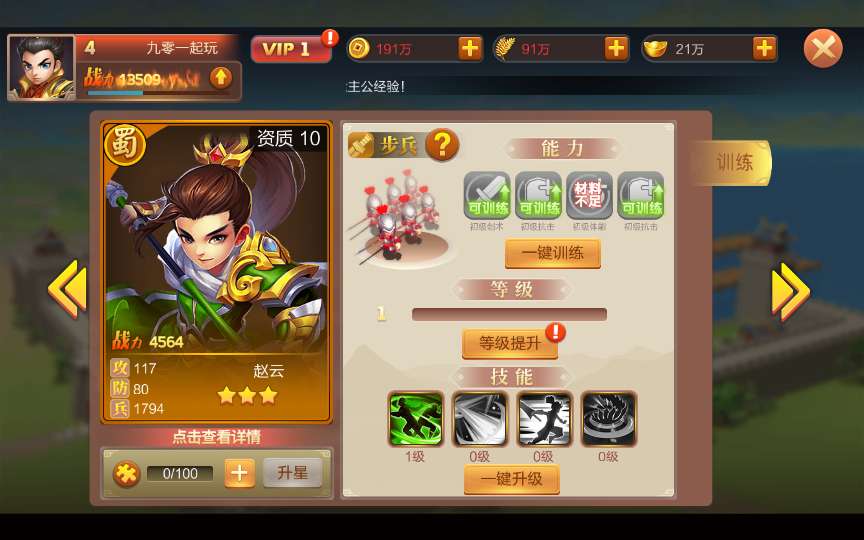 4 九零一起玩
VIP 1
191万
91万
21万
战力 13509
主公经验!
蜀
资质 10
步兵
?
能力
训练
可训练
可训练
材料不足
可训练
初级剑术
初级抗击
初级体能
初级抗击
一键训练
等级
1
等级提升
战力 4564
攻 117
防 80
兵 1794
赵云
技能
1级
0级
0级
0级
点击查看详情
0/100
升星
一键升级